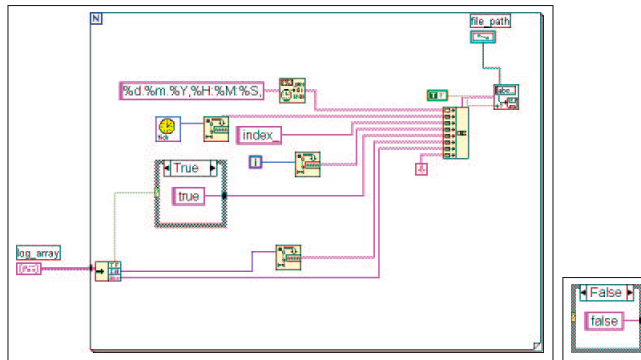 N
file_path
%d.%m.%Y,%H:%M:%S,
index_
i
True
true
log_array
False
false